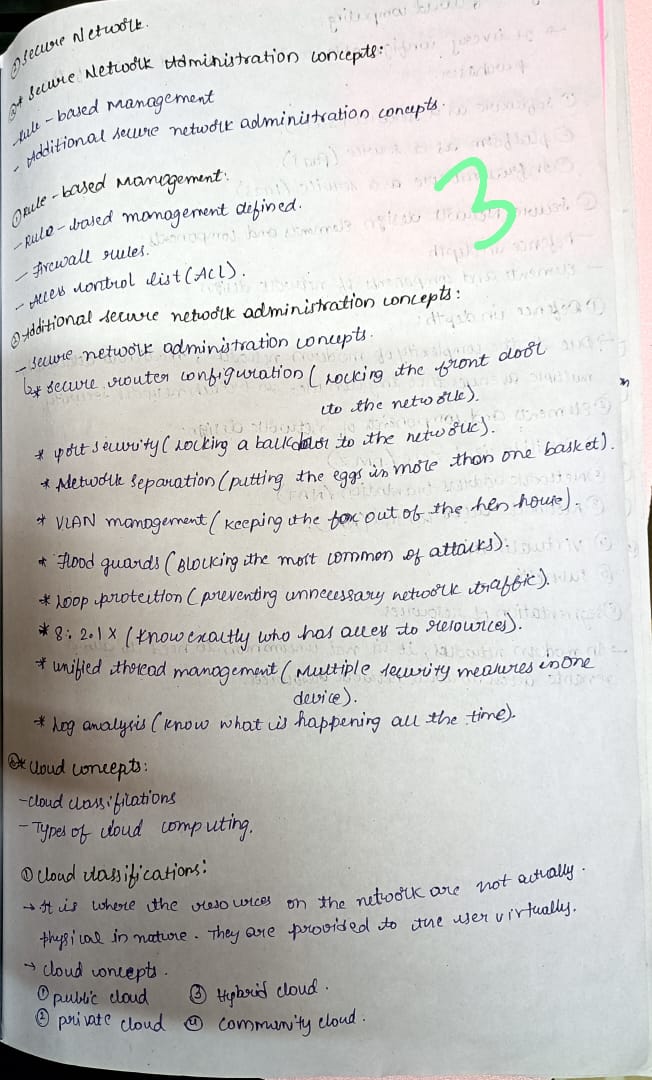 ① Secure Network.
* Secure Network Administration concepts:
- Rule-based management
- Additional secure network administration concepts.
① Rule-based management:
- Rule-based management defined.
- firewall rules.
- Access control list (ACL).
② Additional secure network administration concepts:
- secure network administration concepts.
↳* secure router configuration (Locking the front door
to the network).
* port security (Locking a backdoor to the network).
* Network separation (putting the eggs in more than one basket).
* VLAN management (keeping the fox out of the hen house).
* Flood guards (Blocking the most common of attacks).
* Loop protection (preventing unnecessary network traffic).
* 8:2.1X (Know exactly who has access to resources).
* unified thread management (Multiple security measures in one
device).
* Log analysis (Know what is happening all the time).
* Cloud concepts:
- cloud classifications
- Types of cloud computing.
① Cloud classifications:
→ It is where the resources on the network are not actually
physical in nature. They are provided to the user virtually.
→ cloud concepts.
① public cloud ③ Hybrid cloud.
② private cloud ④ Community cloud.
3